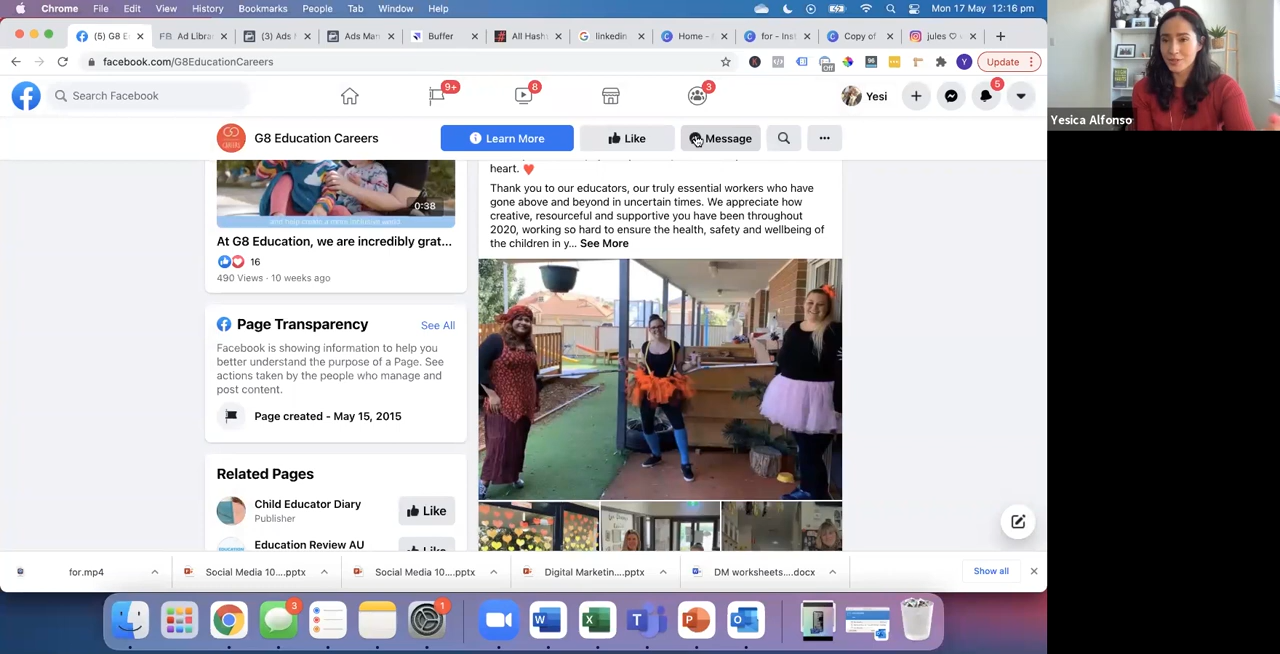 Chrome File Edit View History Bookmarks People Tab Window Help Mon 17 May 12:16 pm
(5) G8 E Ad Librar (3) Ads Ads Mar Buffer All Hash linkedin Home - for - Inst Copy of jules
facebook.com/G8EducationCareers
Off 96 Y Update
Search Facebook
9+ 8 3 Yesi 5
G8 Education Careers Learn More Like Message
Yesica Alfonso
0:38
At G8 Education, we are incredibly grat...
16
490 Views · 10 weeks ago
Page Transparency See All
Facebook is showing information to help you
better understand the purpose of a Page. See
actions taken by the people who manage and
post content.
Page created - May 15, 2015
Related Pages
Child Educator Diary
Publisher
Like
Education Review AU
Like
heart. ❤️
Thank you to our educators, our truly essential workers who have
gone above and beyond in uncertain times. We appreciate how
creative, resourceful and supportive you have been throughout
2020, working so hard to ensure the health, safety and wellbeing of
the children in y... See More
for.mp4 Social Media 10....pptx Social Media 10....pptx Digital Marketin....pptx DM worksheets....docx Show all
3 1